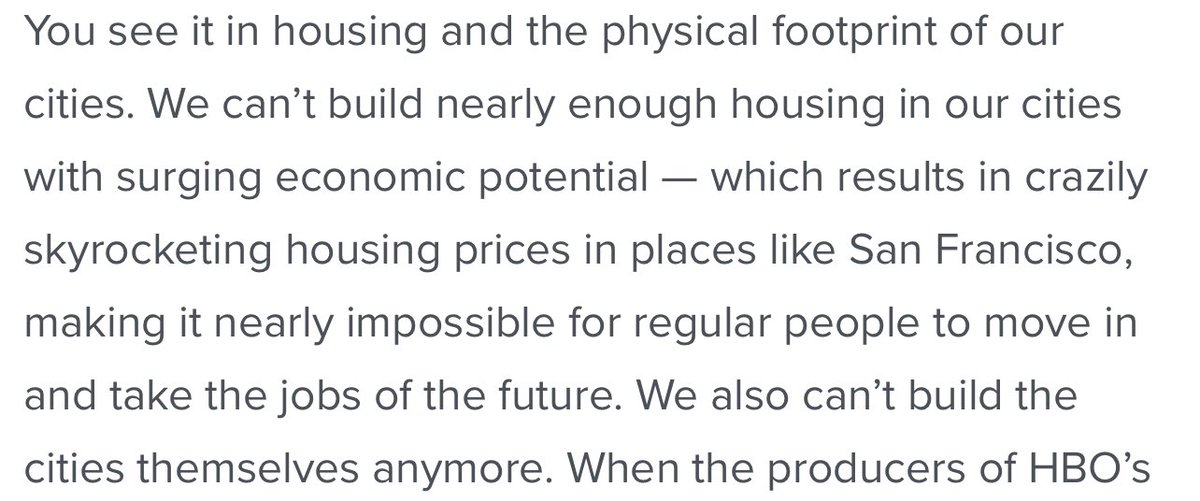 You see it in housing and the physical footprint of our
cities. We can’t build nearly enough housing in our cities
with surging economic potential — which results in crazily
skyrocketing housing prices in places like San Francisco,
making it nearly impossible for regular people to move in
and take the jobs of the future. We also can’t build the
cities themselves anymore. When the producers of HBO’s